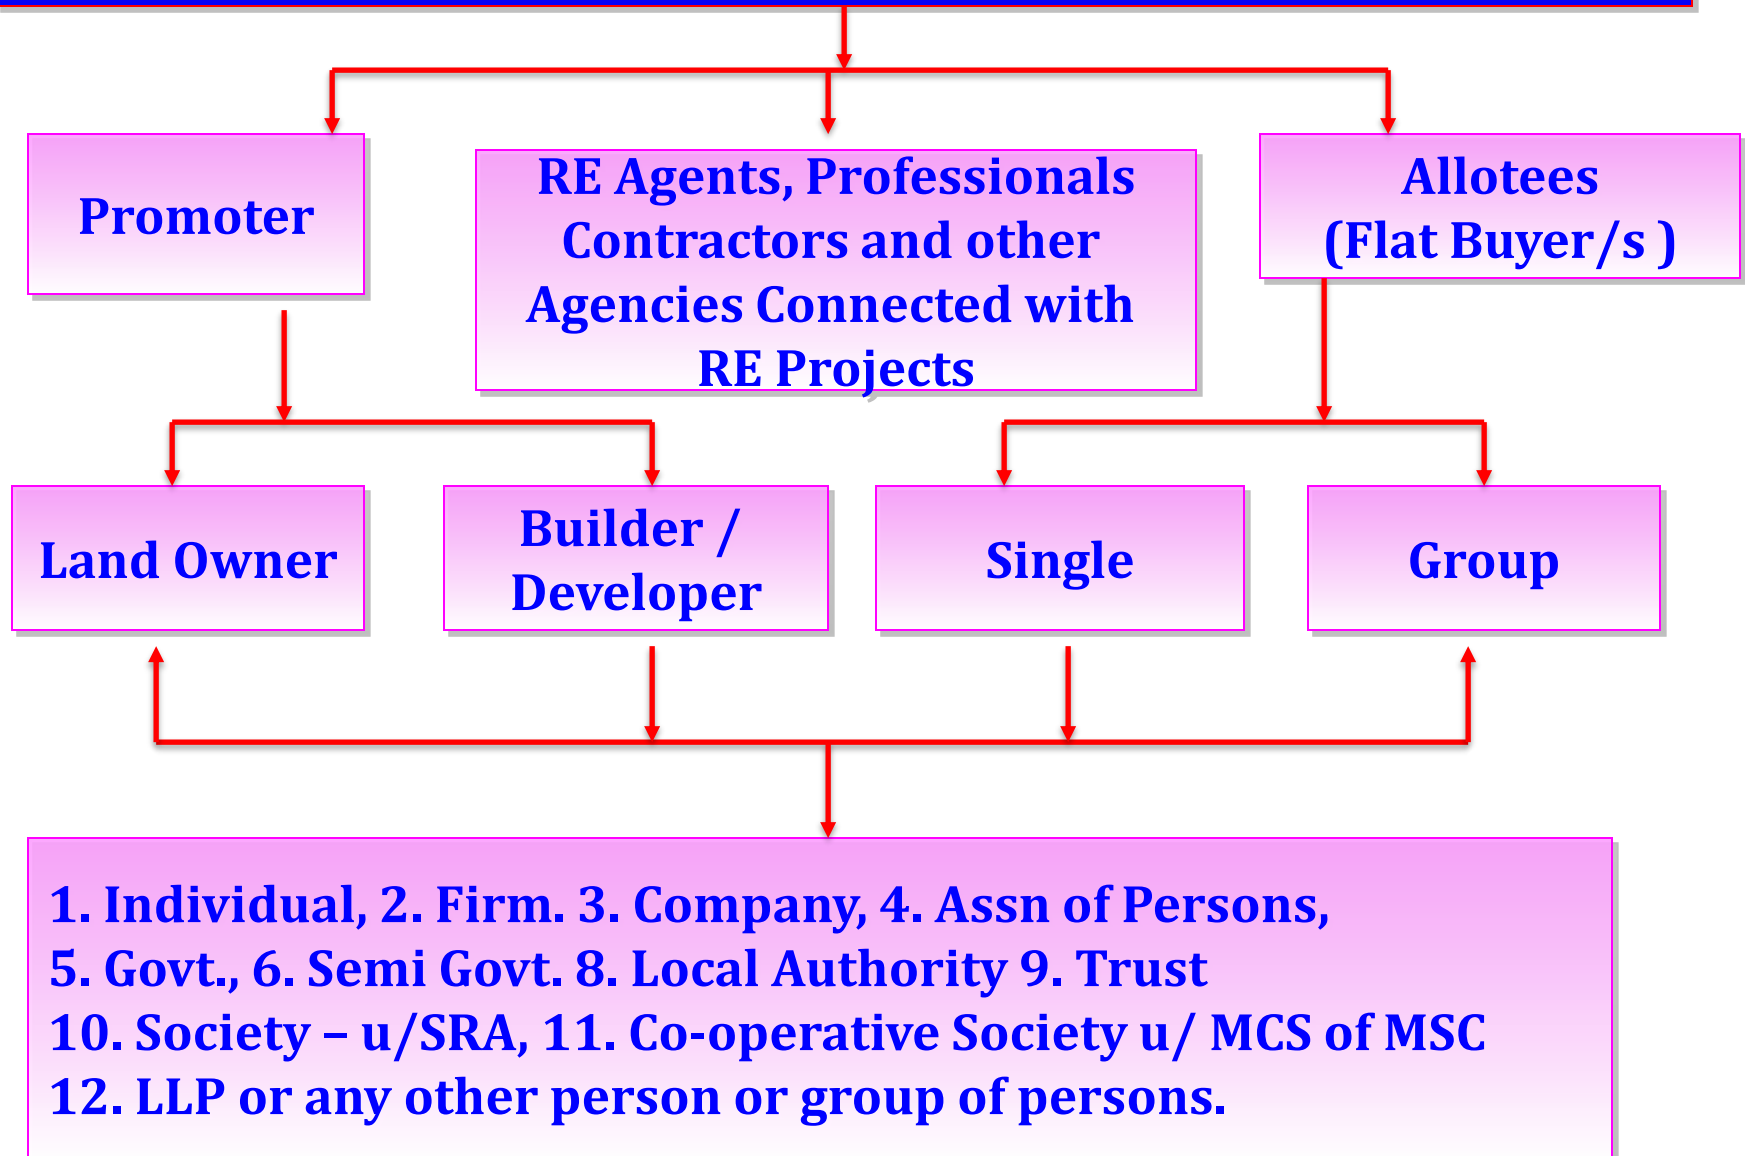 Promoter
RE Agents, Professionals
Contractors and other
Agencies Connected with
RE Projects
Allotees
(Flat Buyer/s )
Land Owner
Builder /
Developer
Single
Group
1. Individual, 2. Firm. 3. Company, 4. Assn of Persons,
5. Govt., 6. Semi Govt. 8. Local Authority 9. Trust
10. Society – u/SRA, 11. Co-operative Society u/ MCS of MSC
12. LLP or any other person or group of persons.